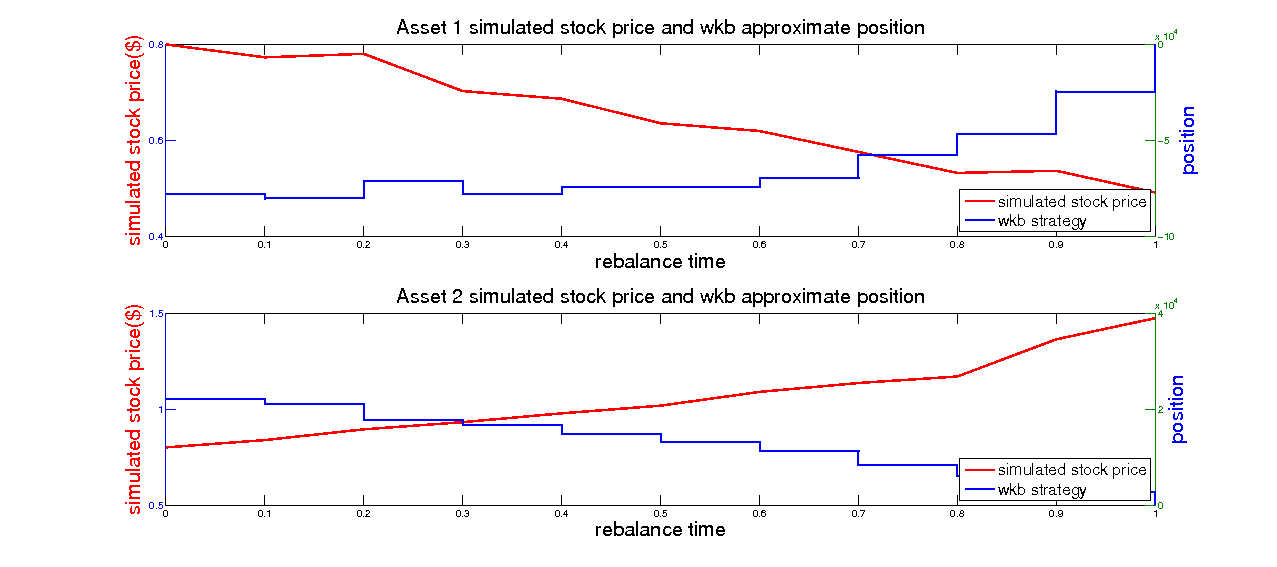 Asset 1 simulated stock price and wkb approximate position
simulated stock price($)
0.8
0.6
0.4
x 10^4
0
−5
−10
position
simulated stock price
wkb strategy
0 0.1 0.2 0.3 0.4 0.5 0.6 0.7 0.8 0.9 1
rebalance time
Asset 2 simulated stock price and wkb approximate position
simulated stock price($)
1.5
1
0.5
x 10^4
4
2
0
position
simulated stock price
wkb strategy
0 0.1 0.2 0.3 0.4 0.5 0.6 0.7 0.8 0.9 1
rebalance time